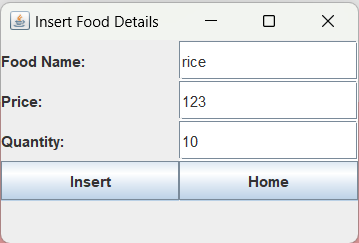 Insert Food Details
Food Name: rice
Price: 123
Quantity: 10
Insert Home